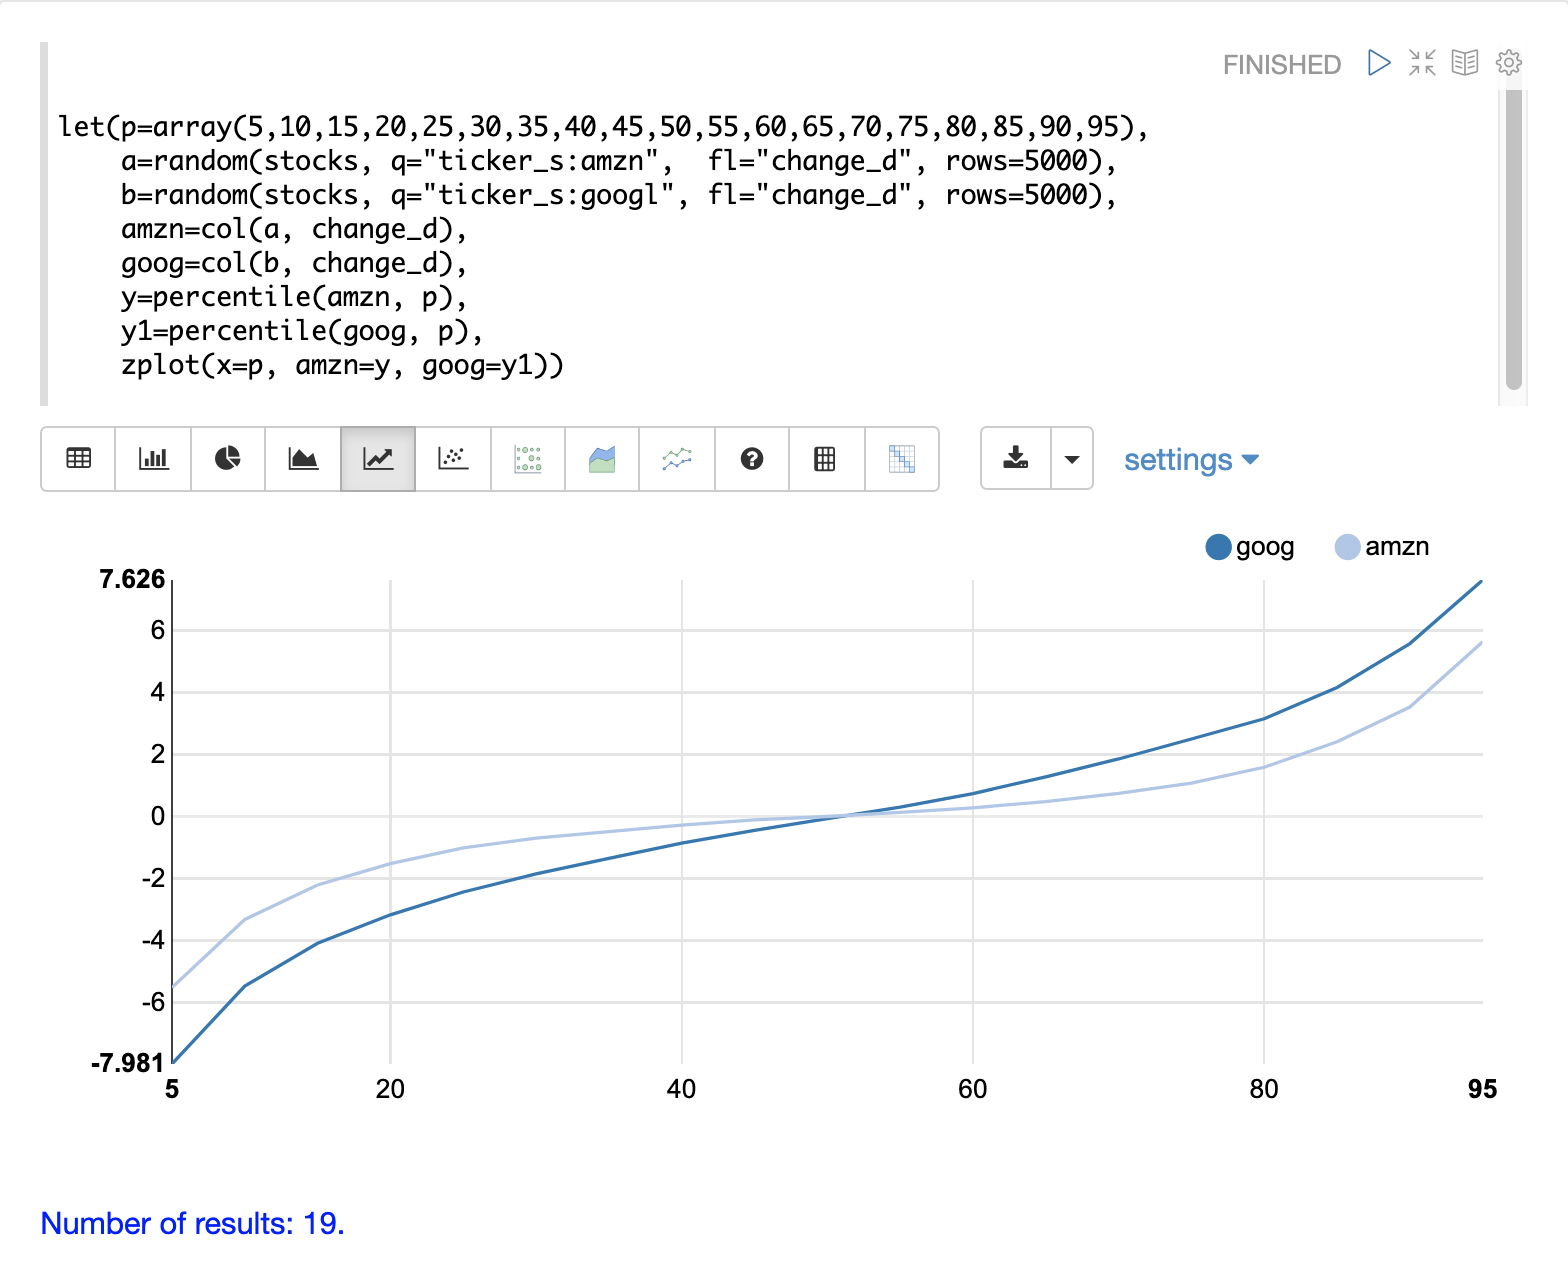 FINISHED
let(p=array(5,10,15,20,25,30,35,40,45,50,55,60,65,70,75,80,85,90,95),
    a=random(stocks, q="ticker_s:amzn",  fl="change_d", rows=5000),
    b=random(stocks, q="ticker_s:googl", fl="change_d", rows=5000),
    amzn=col(a, change_d),
    goog=col(b, change_d),
    y=percentile(amzn, p),
    y1=percentile(goog, p),
    zplot(x=p, amzn=y, goog=y1))
settings
goog amzn
7.626
6
4
2
0
-2
-4
-6
-7.981
5 20 40 60 80 95
Number of results: 19.